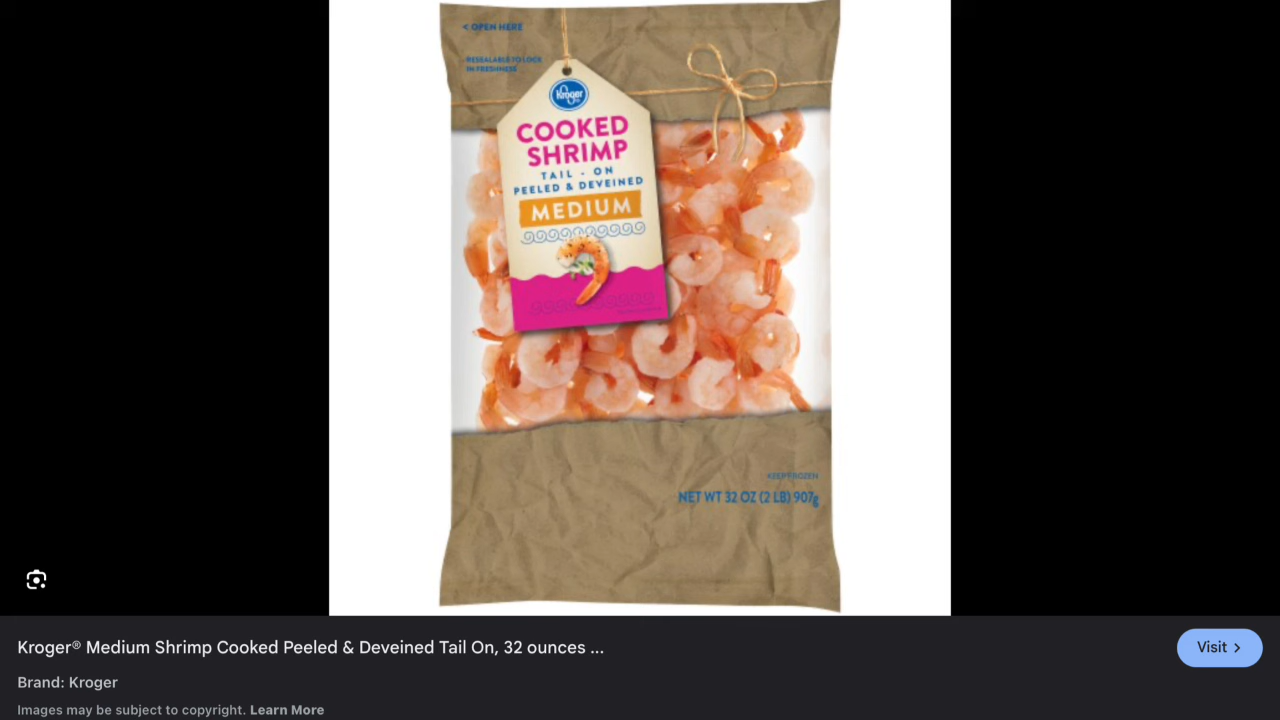 < OPEN HERE
RESEALABLE TO LOCK
IN FRESHNESS
Kroger
COOKED
SHRIMP
TAIL - ON
PEELED & DEVEINED
MEDIUM
KEEP FROZEN
NET WT 32 OZ (2 LB) 907g
Kroger® Medium Shrimp Cooked Peeled & Deveined Tail On, 32 ounces ...
Visit >
Brand: Kroger
Images may be subject to copyright. Learn More